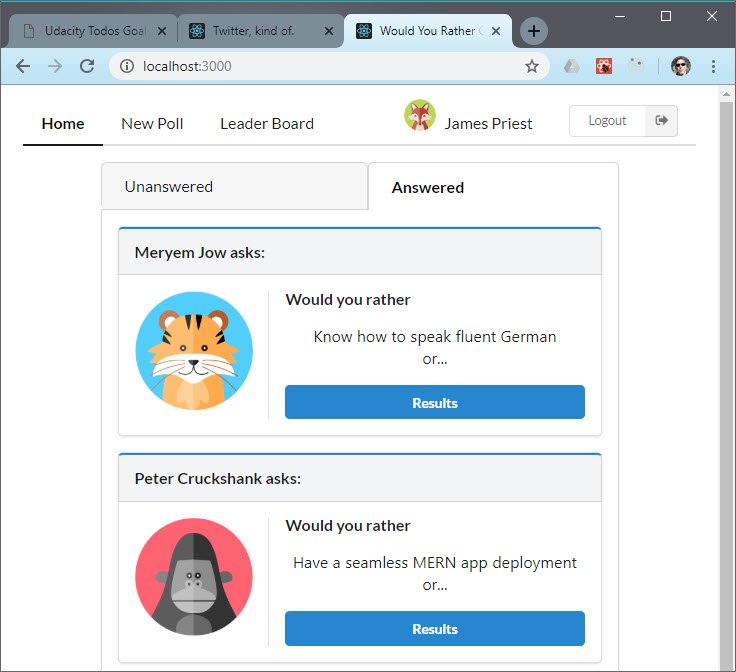 Udacity Todos Goal
Twitter, kind of.
Would You Rather
localhost:3000
Home
New Poll
Leader Board
James Priest
Logout
Unanswered
Answered
Meryem Jow asks:
Would you rather
Know how to speak fluent German
or...
Results
Peter Cruckshank asks:
Would you rather
Have a seamless MERN app deployment
or...
Results